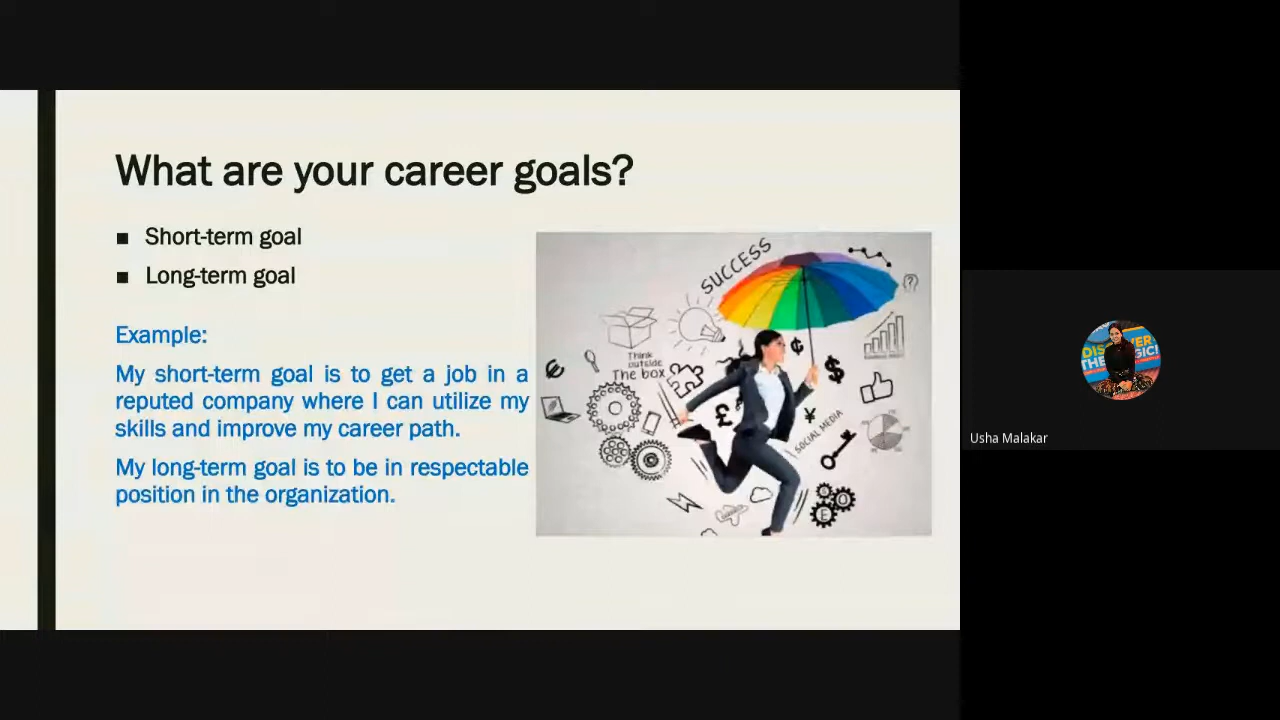 What are your career goals?
Short-term goal
Long-term goal
Example:
My short-term goal is to get a job in a
reputed company where I can utilize my
skills and improve my career path.
My long-term goal is to be in respectable
position in the organization.
SUCCESS
Think
outside
The box
SOCIAL MEDIA
Usha Malakar